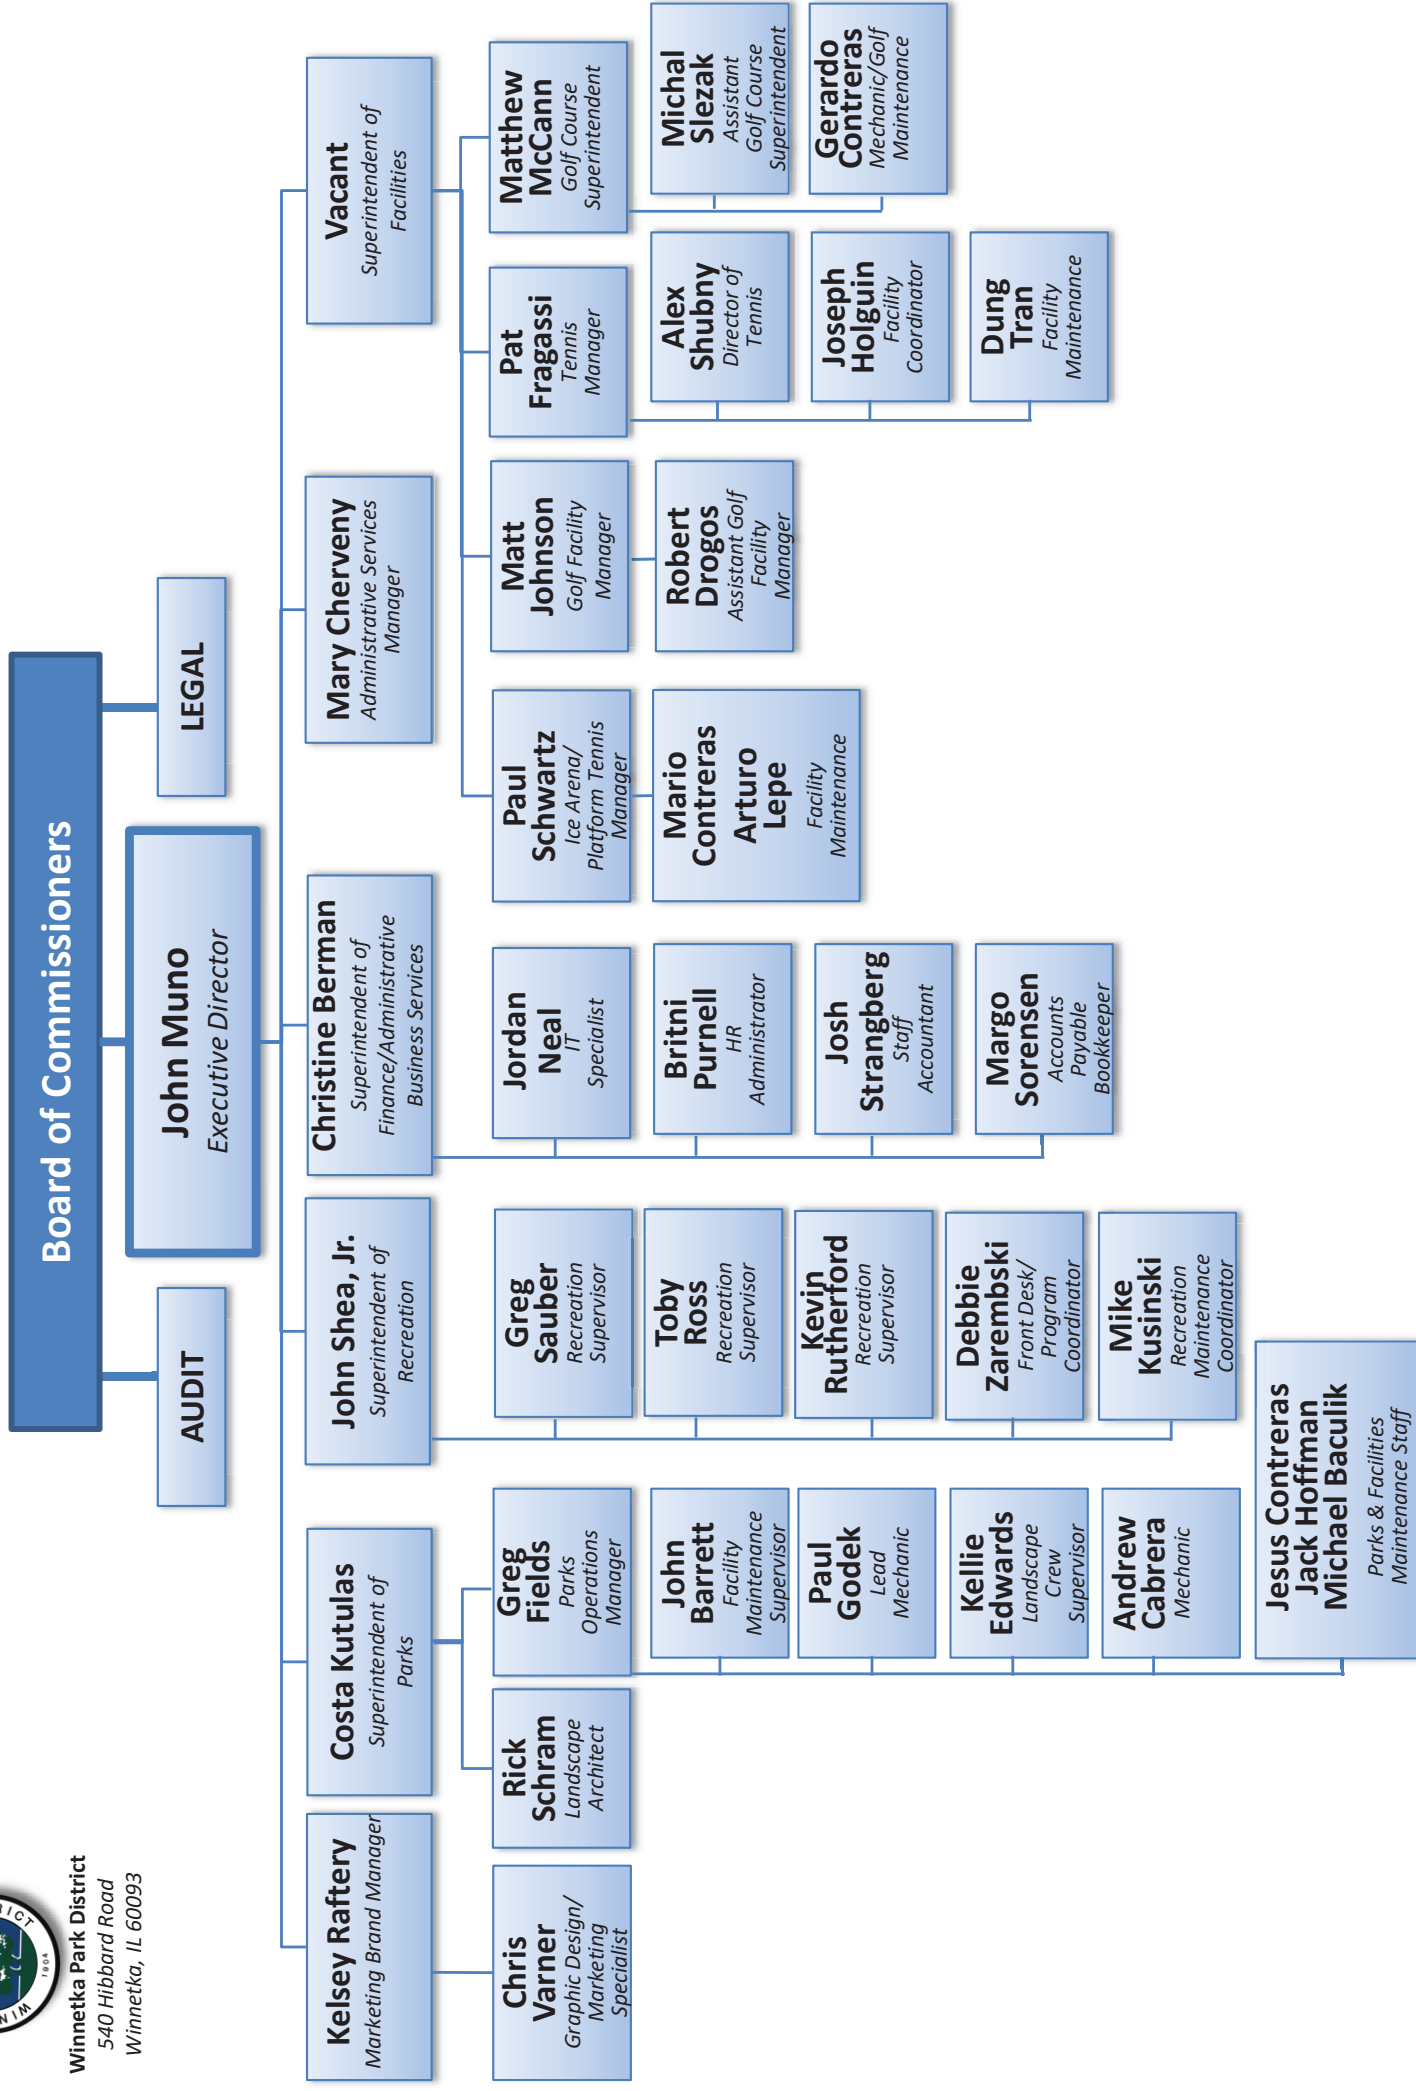 WIN
RICT
1904
Winnetka Park District
540 Hibbard Road
Winnetka, IL 60093
Board of Commissioners
AUDIT
John Muno
Executive Director
LEGAL
Kelsey Raftery
Marketing Brand Manager
Costa Kutulas
Superintendent of
Parks
John Shea, Jr.
Superintendent of
Recreation
Christine Berman
Superintendent of
Finance/Administrative
Business Services
Mary Cherveny
Administrative Services
Manager
Vacant
Superintendent of
Facilities
Chris
Varner
Graphic Design/
Marketing
Specialist
Rick
Schram
Landscape
Architect
Greg
Fields
Parks
Operations
Manager
John
Barrett
Facility
Maintenance
Supervisor
Paul
Godek
Lead
Mechanic
Kellie
Edwards
Landscape
Crew
Supervisor
Andrew
Cabrera
Mechanic
Jesus Contreras
Jack Hoffman
Michael Baculik
Parks & Facilities
Maintenance Staff
Greg
Sauber
Recreation
Supervisor
Toby
Ross
Recreation
Supervisor
Kevin
Rutherford
Recreation
Supervisor
Debbie
Zarembski
Front Desk/
Program
Coordinator
Mike
Kusinski
Recreation
Maintenance
Coordinator
Jordan
Neal
IT
Specialist
Britni
Purnell
HR
Administrator
Josh
Strangberg
Staff
Accountant
Margo
Sorensen
Accounts
Payable
Bookkeeper
Paul
Schwartz
Ice Arena/
Platform Tennis
Manager
Mario
Contreras
Arturo
Lepe
Facility
Maintenance
Matt
Johnson
Golf Facility
Manager
Robert
Drogos
Assistant Golf
Facility
Manager
Pat
Fragassi
Tennis
Manager
Alex
Shubny
Director of
Tennis
Joseph
Holguin
Facility
Coordinator
Dung
Tran
Facility
Maintenance
Matthew
McCann
Golf Course
Superintendent
Michal
Slezak
Assistant
Golf Course
Superintendent
Gerardo
Contreras
Mechanic/Golf
Maintenance